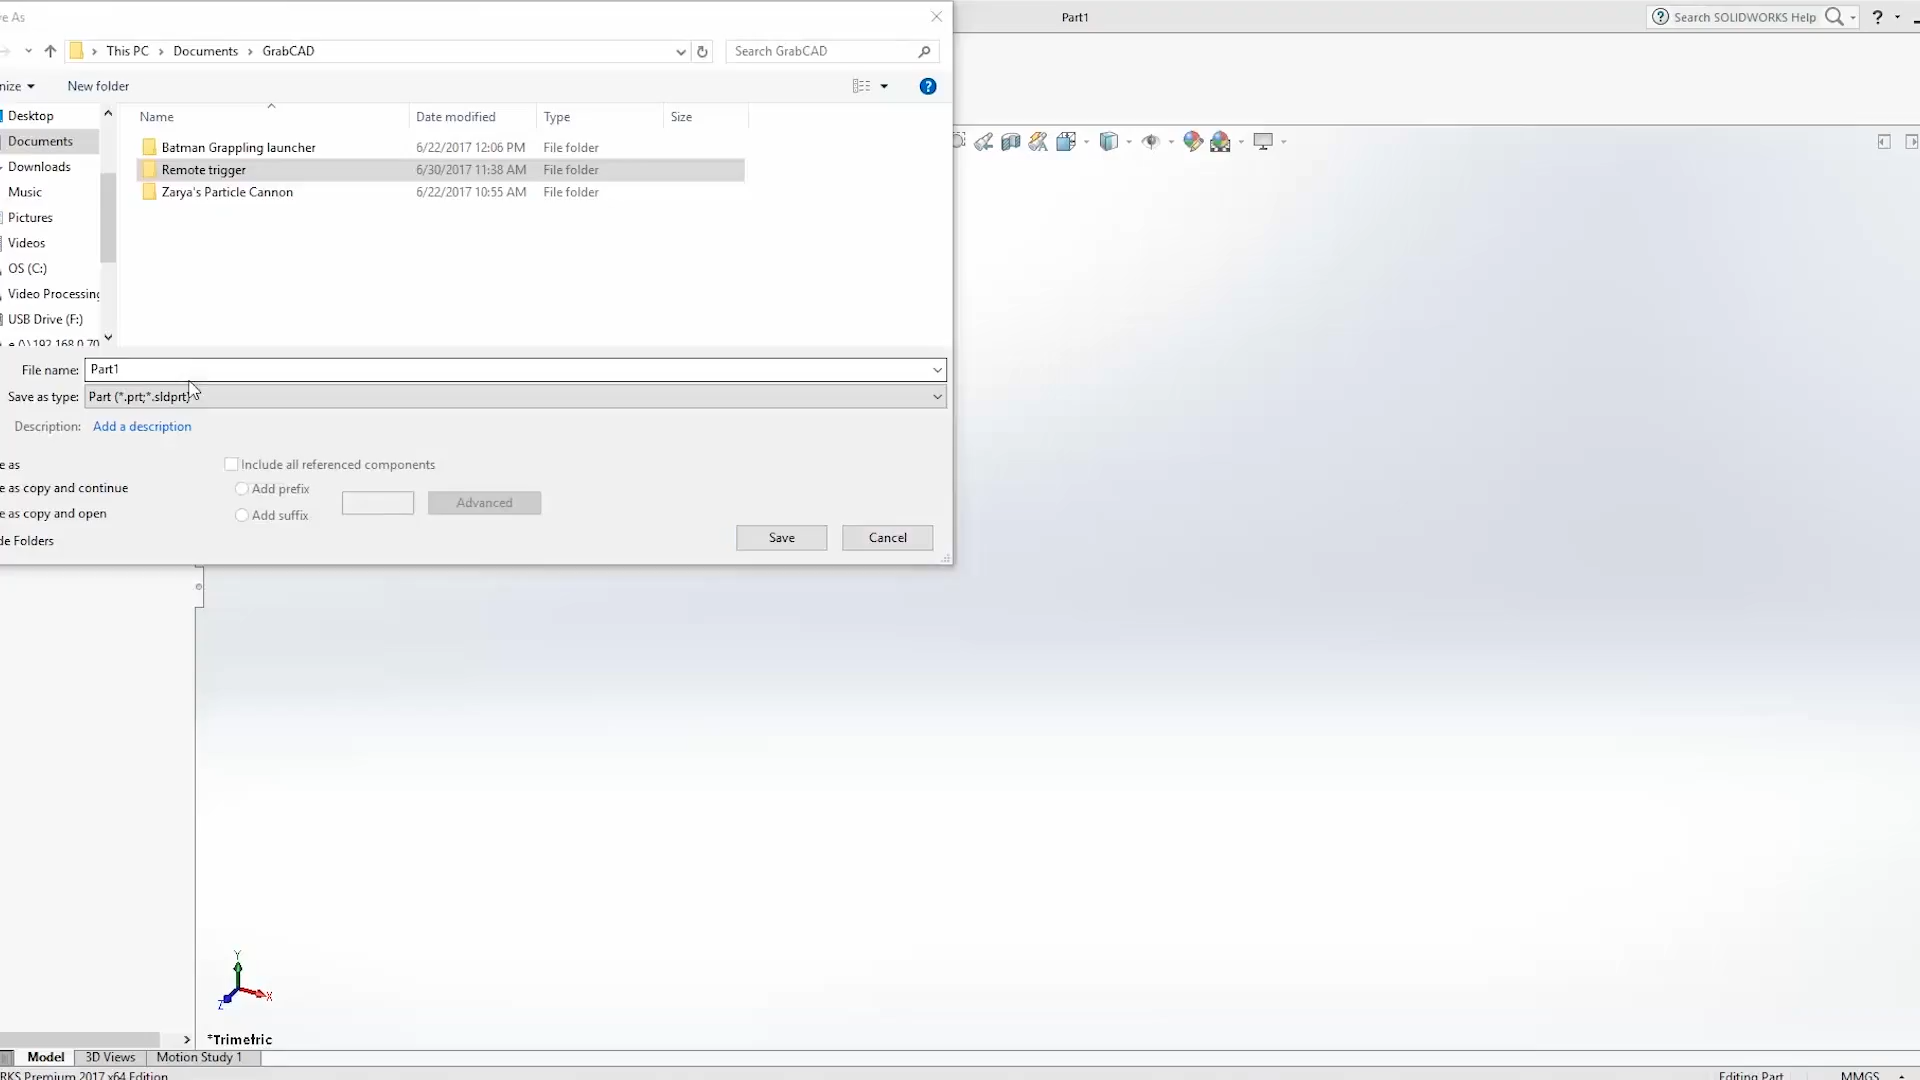 e As
Part1
Search SOLIDWORKS Help
?
This PC > Documents > GrabCAD
Search GrabCAD
nize
New folder
?
Name
Date modified
Type
Size
Desktop
Documents
Downloads
Music
Pictures
Videos
OS (C:)
Video Processing
USB Drive (F:)
Batman Grappling launcher 6/22/2017 12:06 PM File folder
Remote trigger 6/30/2017 11:38 AM File folder
Zarya's Particle Cannon 6/22/2017 10:55 AM File folder
File name: Part1
Save as type: Part (*.prt;*.sldprt)
Description: Add a description
e as
e as copy and continue
e as copy and open
Include all referenced components
Add prefix
Add suffix
Advanced
de Folders
Save
Cancel
Y
X
Z
*Trimetric
Model
3D Views
Motion Study 1
RKS Premium 2017 x64 Edition
Editing Part
MMGS